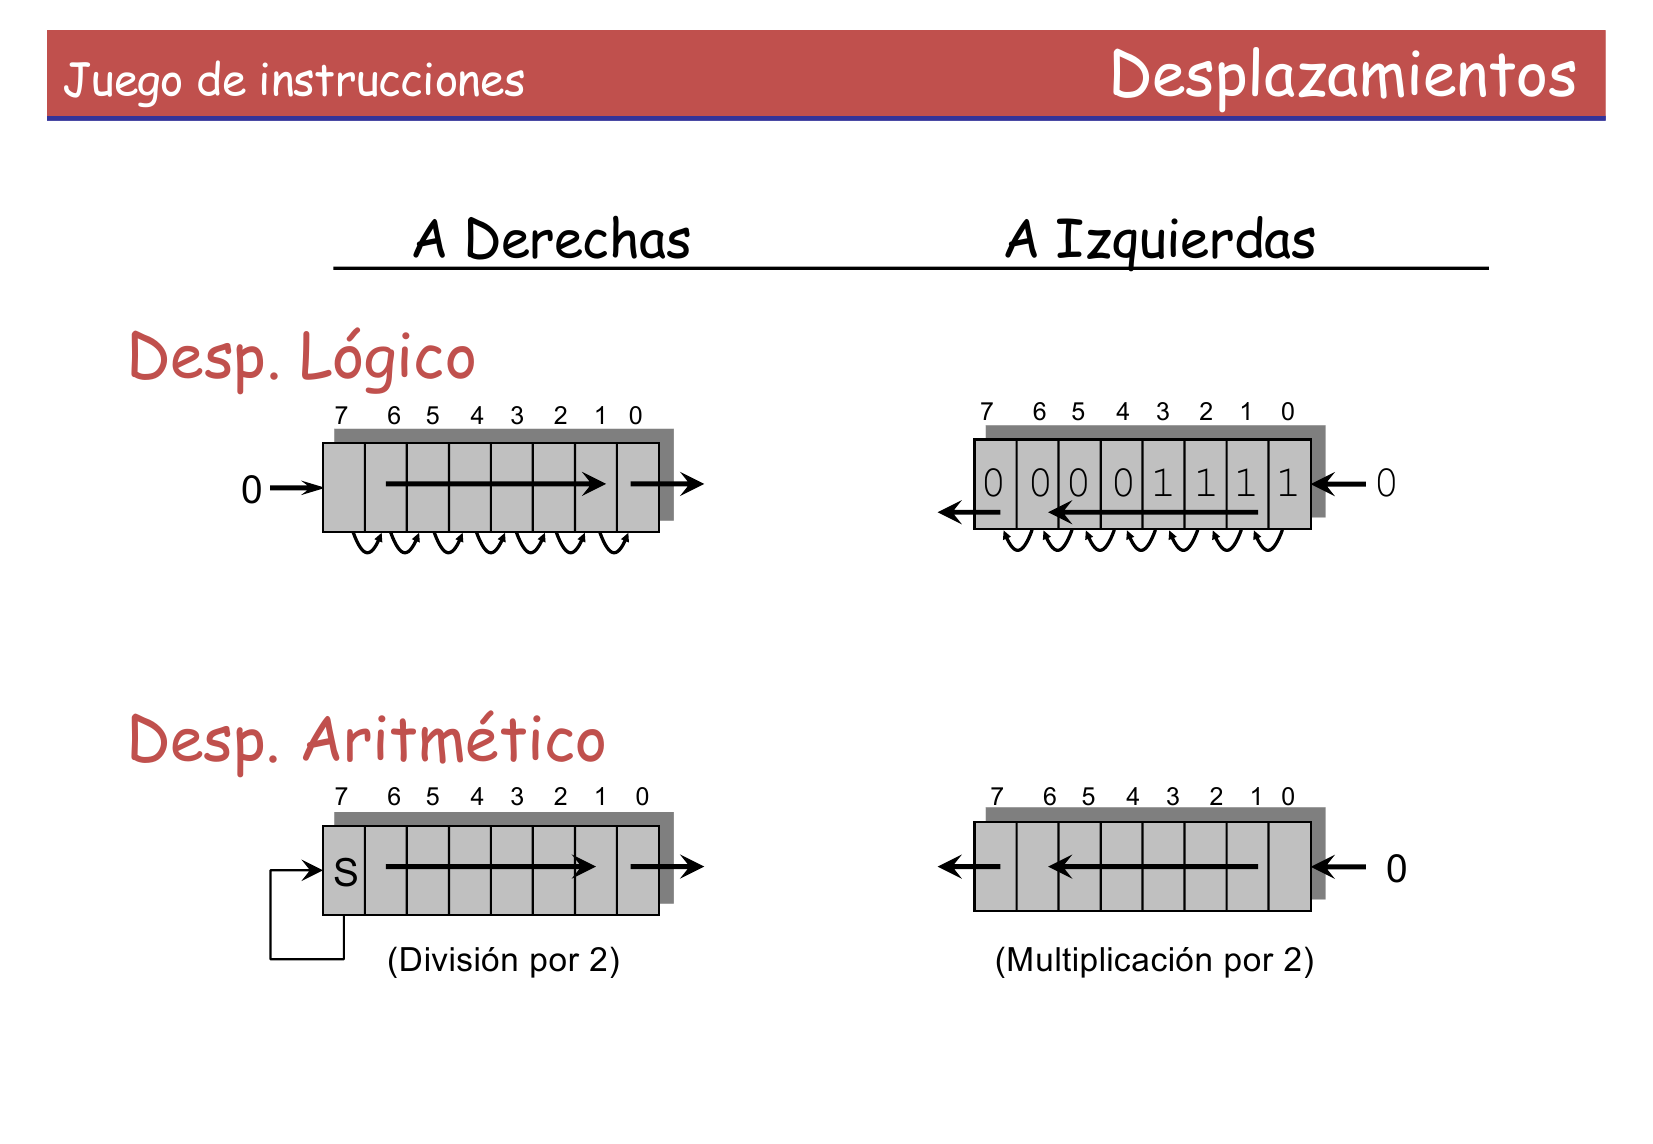 Juego de instrucciones
Desplazamientos
A Derechas
A Izquierdas
Desp. Lógico
7 6 5 4 3 2 1 0
0
7 6 5 4 3 2 1 0
0 0 0 0 1 1 1 1
0
Desp. Aritmético
7 6 5 4 3 2 1 0
S
(División por 2)
7 6 5 4 3 2 1 0
0
(Multiplicación por 2)